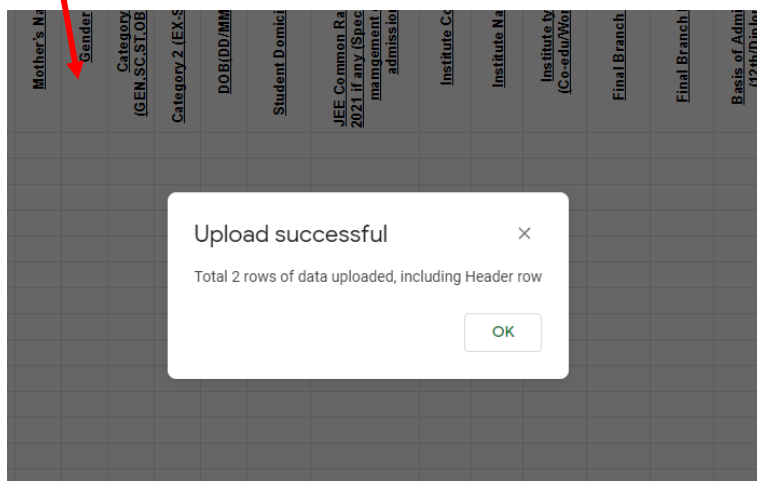 Mother's Na
Gender
Category
(GEN,SC,ST,OB
Category 2 (EX-S
DOB(DD/MM
Student Domici
JEE Common Ra
2021 if any (Spec
mamgement
admissio
Institute Co
Institute Na
Institute ty
(Co-edu/Wor
Final Branch
Final Branch
Basis of Admi
(12th/Diplor
Upload successful
Total 2 rows of data uploaded, including Header row
OK